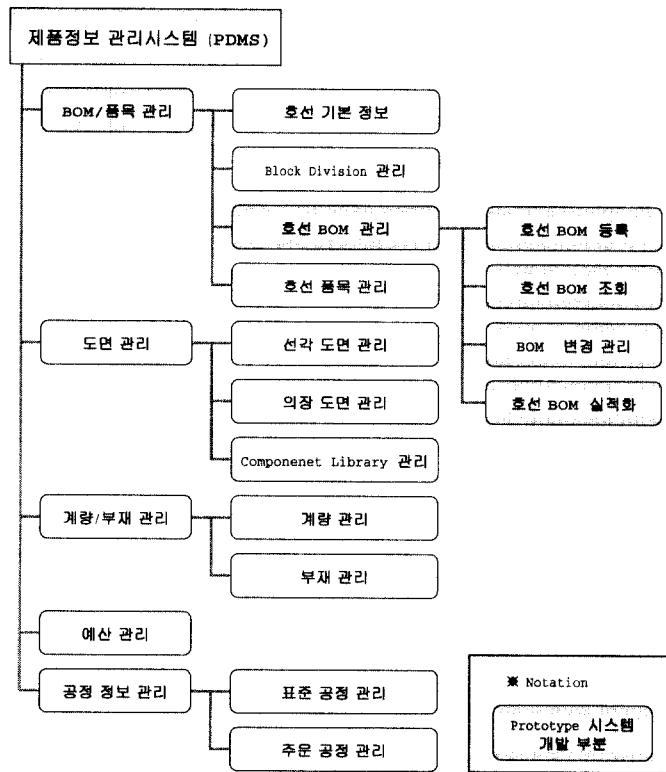 제품정보 관리시스템 (PDMS)
BOM/품목 관리
호선 기본 정보
Block Division 관리
호선 BOM 관리
호선 BOM 등록
호선 품목 관리
호선 BOM 조회
도면 관리
선각 도면 관리
BOM 변경 관리
의장 도면 관리
호선 BOM 실적화
Componenet Library 관리
계량/부재 관리
계량 관리
부재 관리
예산 관리
공정 정보 관리
표준 공정 관리
주문 공정 관리
※ Notation
Prototype 시스템
개발 부분